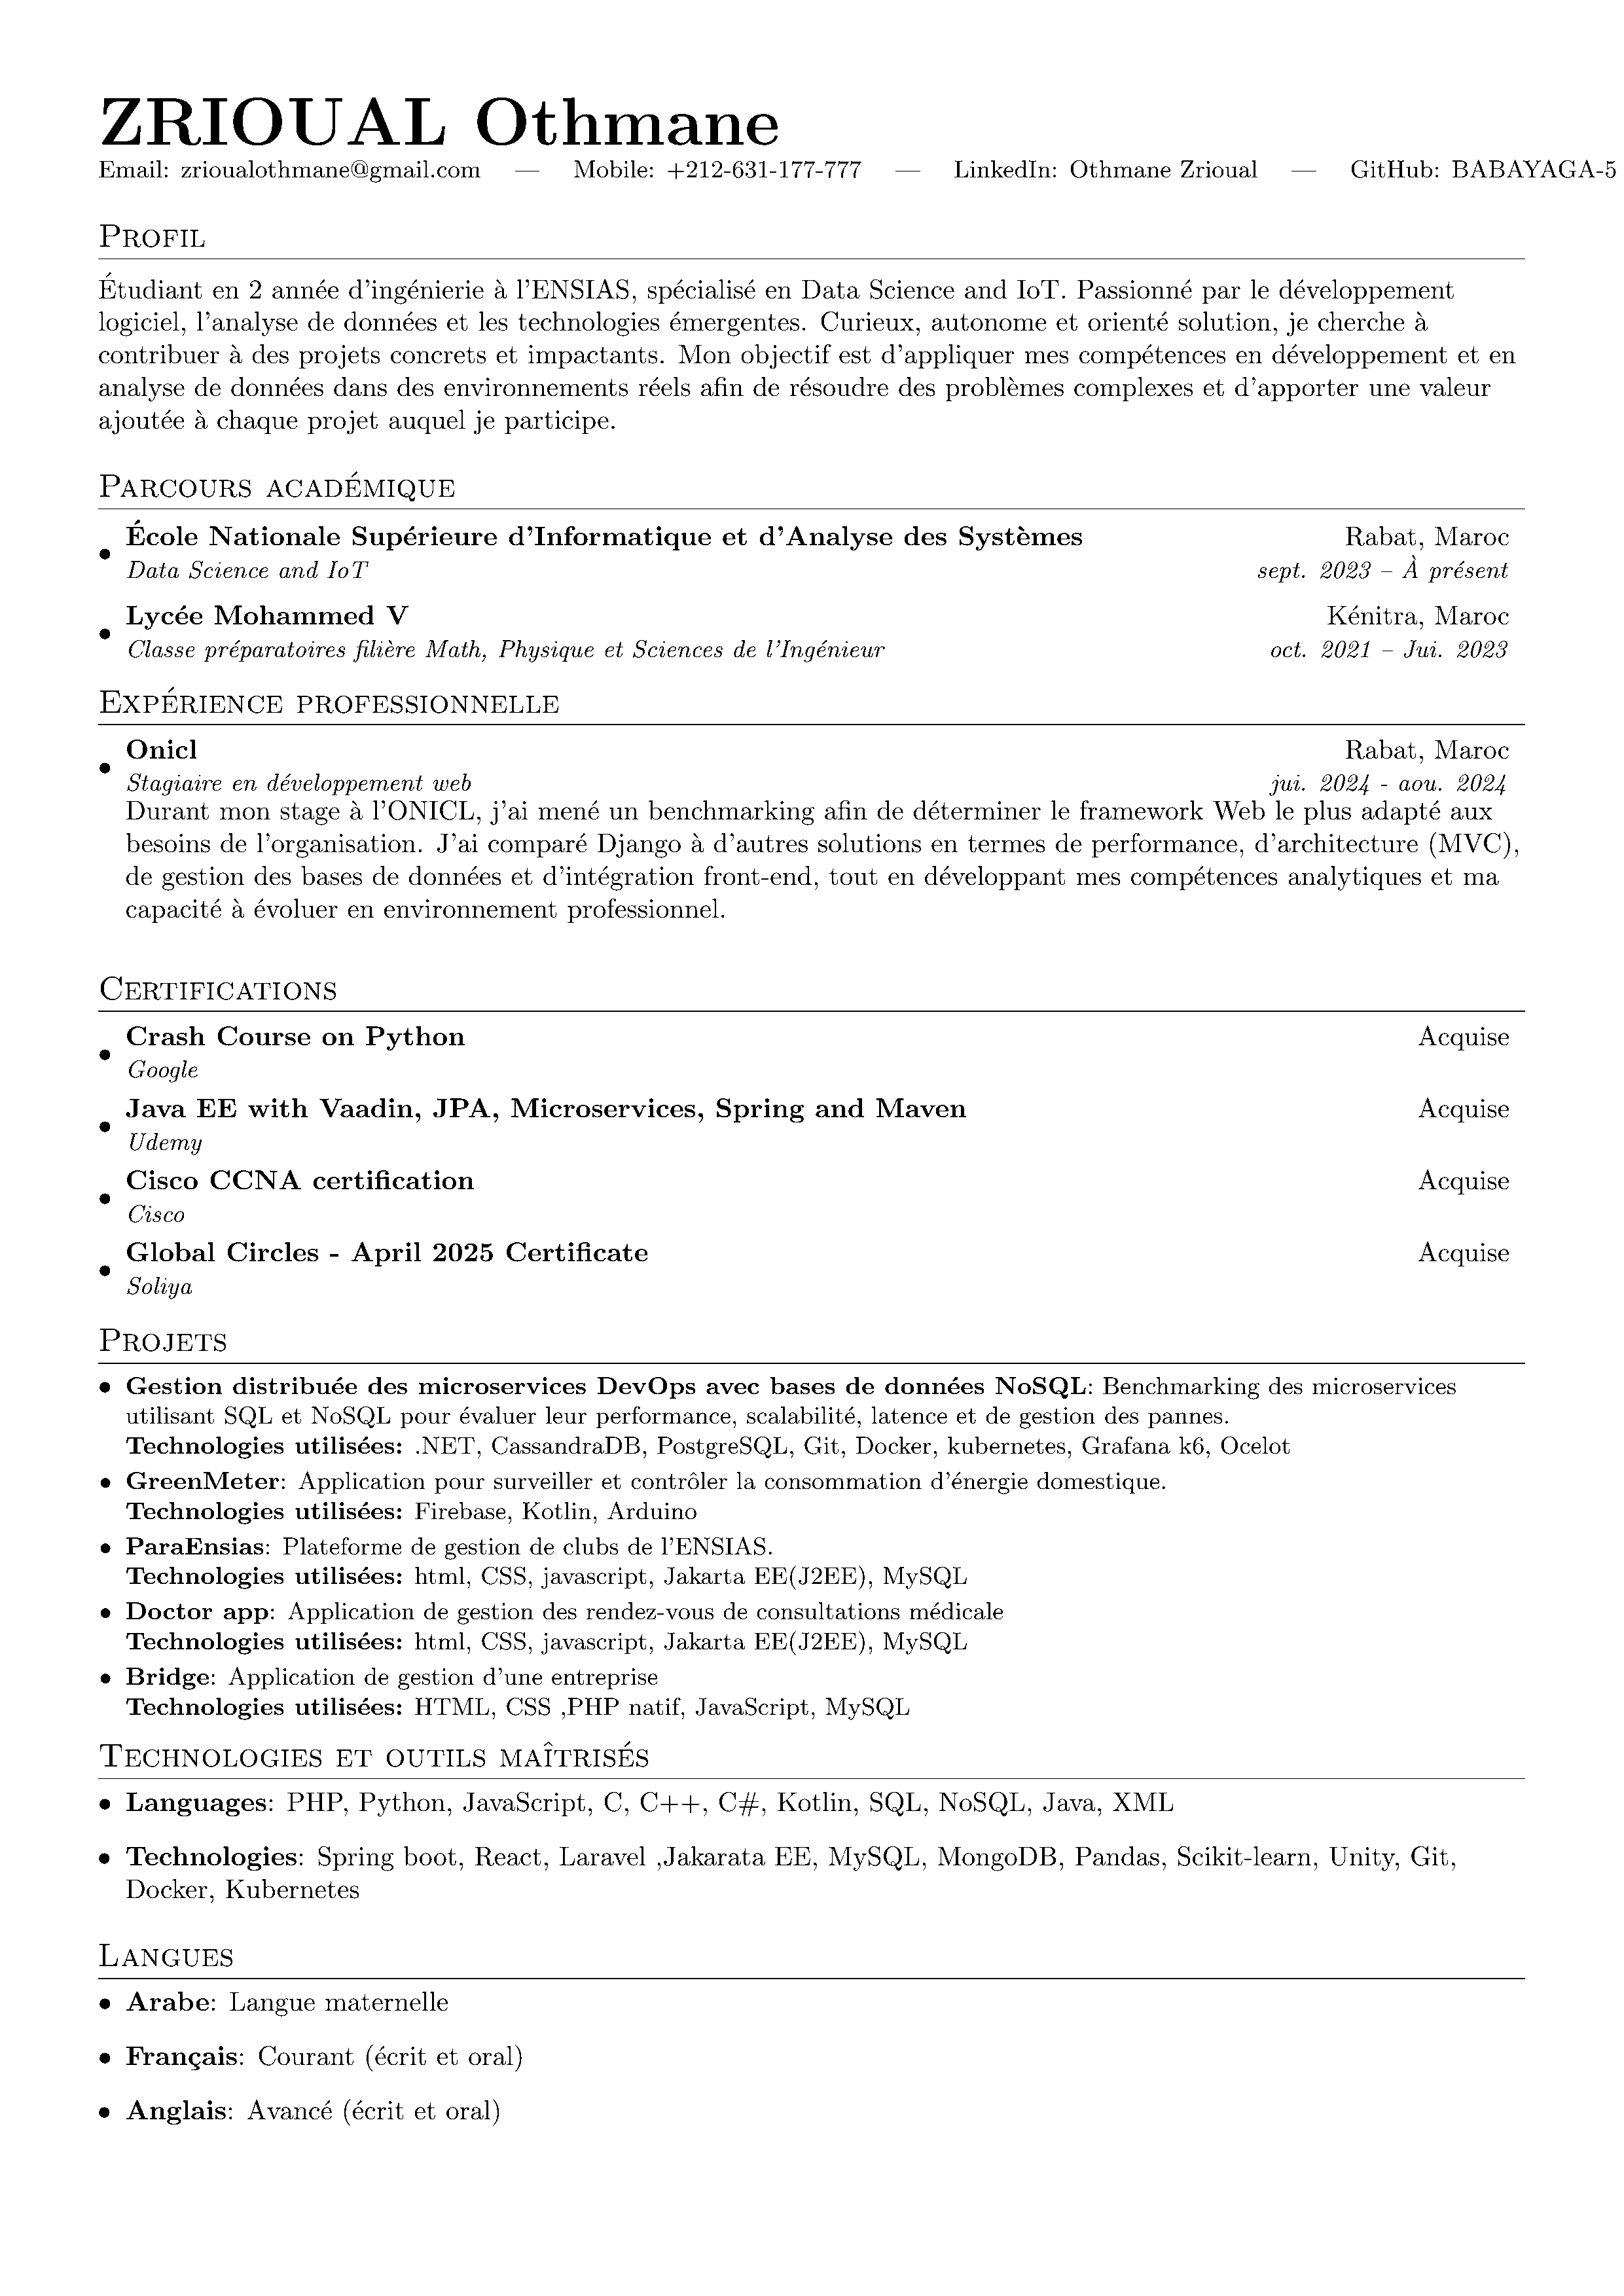 ZRIOUAL Othmane
Email: zrioualothmane@gmail.com — Mobile: +212-631-177-777 — LinkedIn: Othmane Zrioual — GitHub: BABAYAGA-5
Profil
Étudiant en 2 année d'ingénierie à l'ENSIAS, spécialisé en Data Science and IoT. Passionné par le développement
logiciel, l'analyse de données et les technologies émergentes. Curieux, autonome et orienté solution, je cherche à
contribuer à des projets concrets et impactants. Mon objectif est d'appliquer mes compétences en développement et en
analyse de données dans des environnements réels afin de résoudre des problèmes complexes et d'apporter une valeur
ajoutée à chaque projet auquel je participe.
Parcours académique
• École Nationale Supérieure d'Informatique et d'Analyse des Systèmes Rabat, Maroc
Data Science and IoT sept. 2023 – À présent
• Lycée Mohammed V Kénitra, Maroc
Classe préparatoires filière Math, Physique et Sciences de l'Ingénieur oct. 2021 – Jui. 2023
Expérience professionnelle
• Onicl Rabat, Maroc
Stagiaire en développement web jui. 2024 - aou. 2024
Durant mon stage à l'ONICL, j'ai mené un benchmarking afin de déterminer le framework Web le plus adapté aux
besoins de l'organisation. J'ai comparé Django à d'autres solutions en termes de performance, d'architecture (MVC),
de gestion des bases de données et d'intégration front-end, tout en développant mes compétences analytiques et ma
capacité à évoluer en environnement professionnel.
Certifications
• Crash Course on Python Acquise
Google
• Java EE with Vaadin, JPA, Microservices, Spring and Maven Acquise
Udemy
• Cisco CCNA certification Acquise
Cisco
• Global Circles - April 2025 Certificate Acquise
Soliya
Projets
• Gestion distribuée des microservices DevOps avec bases de données NoSQL: Benchmarking des microservices
utilisant SQL et NoSQL pour évaluer leur performance, scalabilité, latence et de gestion des pannes.
Technologies utilisées: .NET, CassandraDB, PostgreSQL, Git, Docker, kubernetes, Grafana k6, Ocelot
• GreenMeter: Application pour surveiller et contrôler la consommation d'énergie domestique.
Technologies utilisées: Firebase, Kotlin, Arduino
• ParaEnsias: Plateforme de gestion de clubs de l'ENSIAS.
Technologies utilisées: html, CSS, javascript, Jakarta EE(J2EE), MySQL
• Doctor app: Application de gestion des rendez-vous de consultations médicale
Technologies utilisées: html, CSS, javascript, Jakarta EE(J2EE), MySQL
• Bridge: Application de gestion d'une entreprise
Technologies utilisées: HTML, CSS ,PHP natif, JavaScript, MySQL
Technologies et outils maîtrisés
• Languages: PHP, Python, JavaScript, C, C++, C#, Kotlin, SQL, NoSQL, Java, XML
• Technologies: Spring boot, React, Laravel ,Jakarata EE, MySQL, MongoDB, Pandas, Scikit-learn, Unity, Git,
Docker, Kubernetes
Langues
• Arabe: Langue maternelle
• Français: Courant (écrit et oral)
• Anglais: Avancé (écrit et oral)